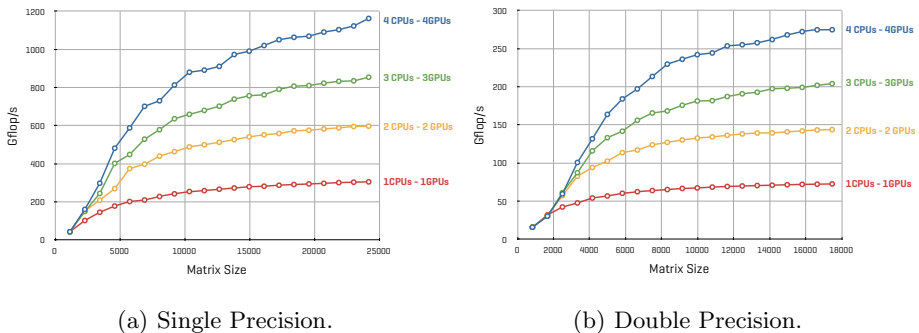 1200
1000
800
600
400
200
0
Gflop/s
0 5000 10000 15000 20000 25000
Matrix Size
4 CPUs - 4GPUs
3 CPUs - 3GPUs
2 CPUs - 2 GPUs
1CPUs - 1GPUs
(a) Single Precision.
300
250
200
150
100
50
0
Gflop/s
0 2000 4000 6000 8000 10000 12000 14000 16000 18000
Matrix Size
4 CPUs - 4GPUs
3 CPUs - 3GPUs
2 CPUs - 2 GPUs
1CPUs - 1GPUs
(b) Double Precision.